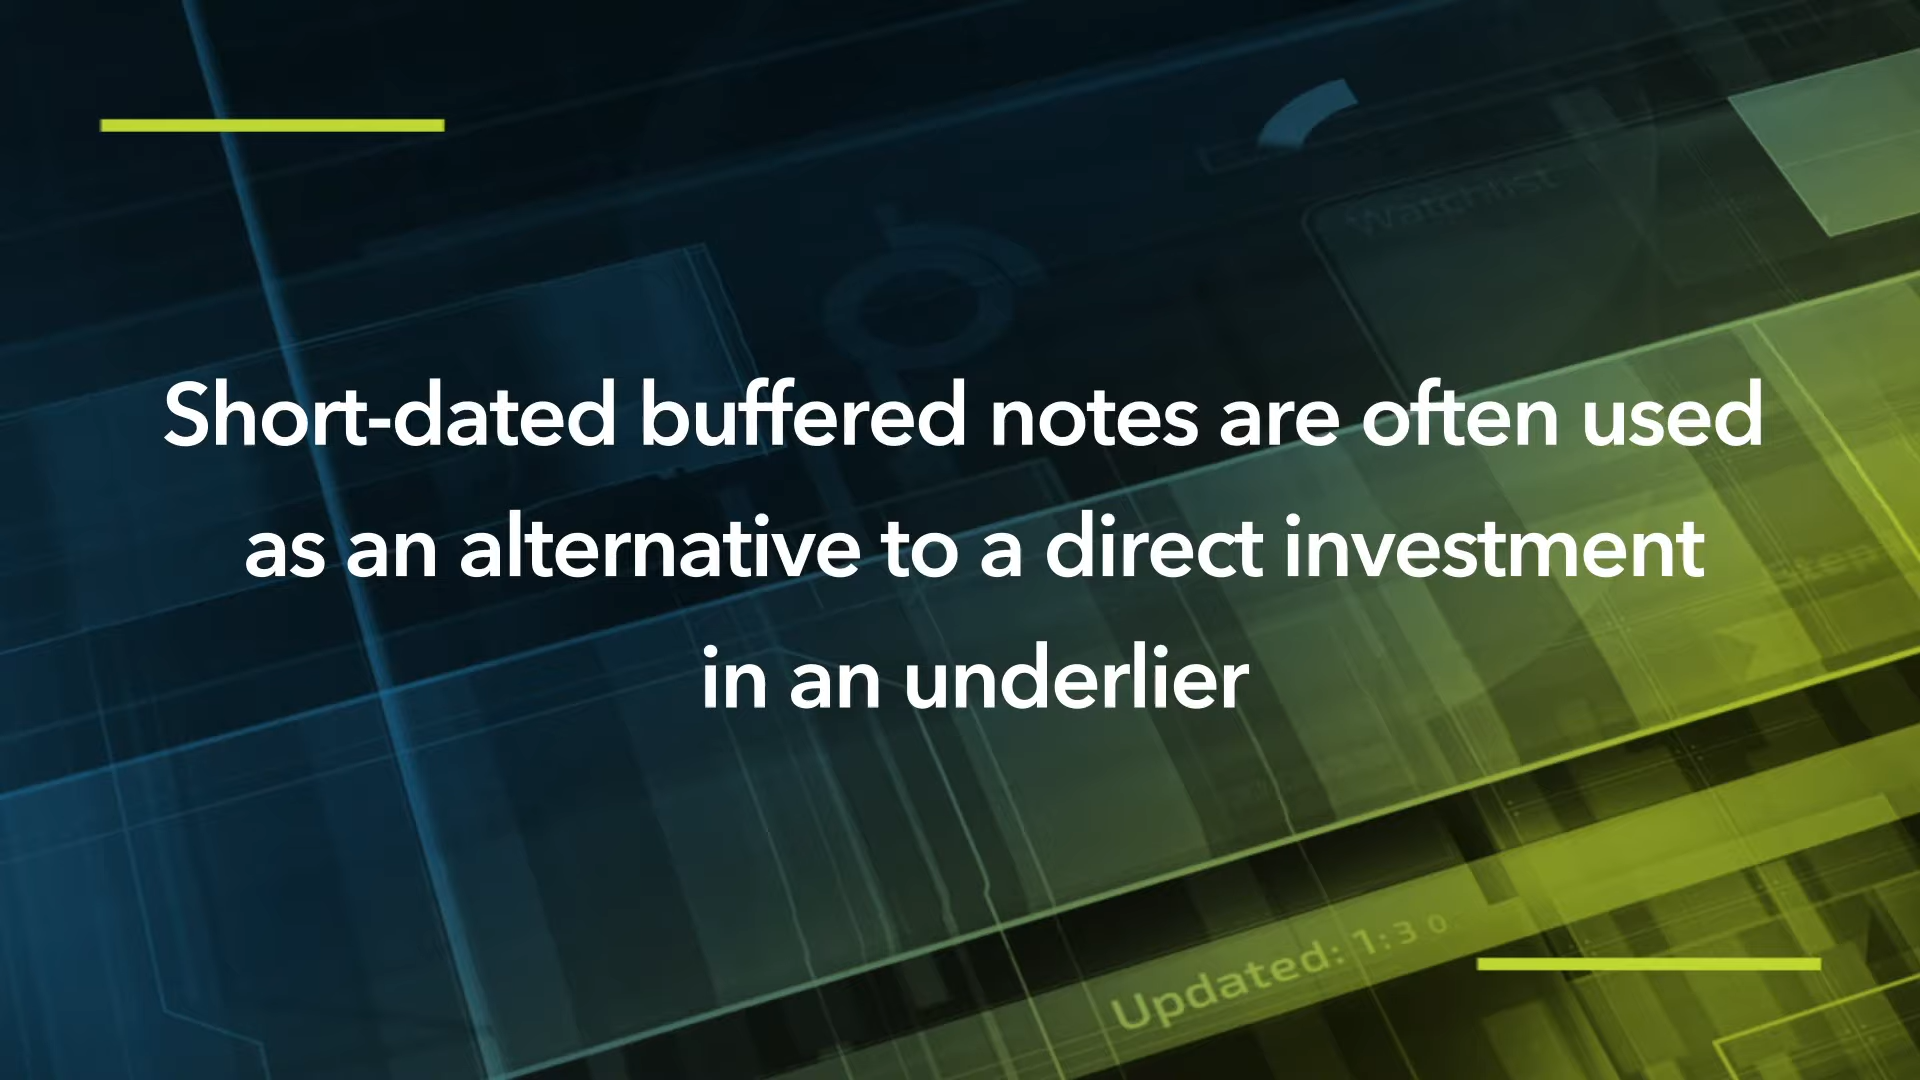 Watchlist
Short-dated buffered notes are often used
as an alternative to a direct investment
in an underlier
Updated: 1:30